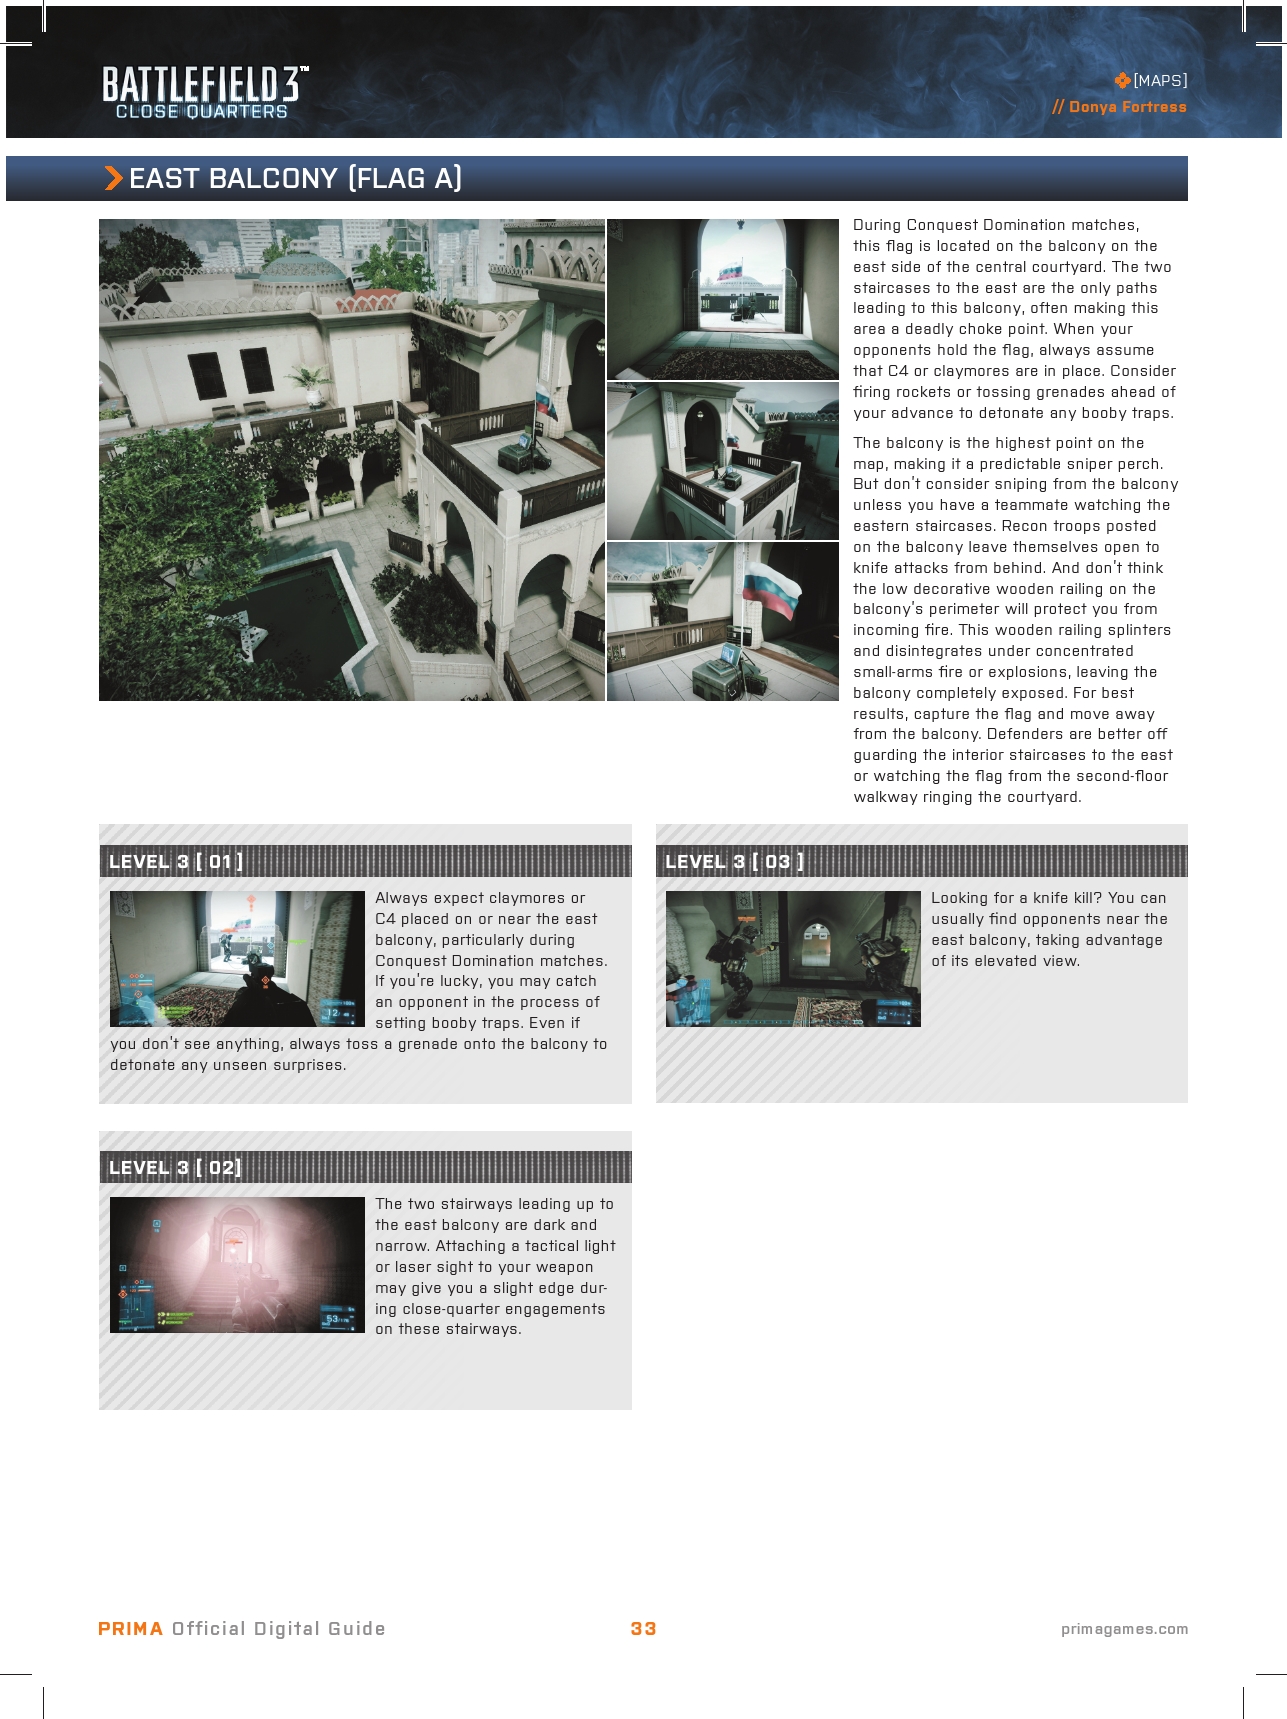 BATTLEFIELD 3™
CLOSE QUARTERS
[MAPS]
// Donya Fortress
EAST BALCONY (FLAG A)
During Conquest Domination matches,
this flag is located on the balcony on the
east side of the central courtyard. The two
staircases to the east are the only paths
leading to this balcony, often making this
area a deadly choke point. When your
opponents hold the flag, always assume
that C4 or claymores are in place. Consider
firing rockets or tossing grenades ahead of
your advance to detonate any booby traps.
The balcony is the highest point on the
map, making it a predictable sniper perch.
But don't consider sniping from the balcony
unless you have a teammate watching the
eastern staircases. Recon troops posted
on the balcony leave themselves open to
knife attacks from behind. And don't think
the low decorative wooden railing on the
balcony's perimeter will protect you from
incoming fire. This wooden railing splinters
and disintegrates under concentrated
small-arms fire or explosions, leaving the
balcony completely exposed. For best
results, capture the flag and move away
from the balcony. Defenders are better off
guarding the interior staircases to the east
or watching the flag from the second-floor
walkway ringing the courtyard.
LEVEL 3 [ 01 ]
Always expect claymores or
C4 placed on or near the east
balcony, particularly during
Conquest Domination matches.
If you're lucky, you may catch
an opponent in the process of
setting booby traps. Even if
you don't see anything, always toss a grenade onto the balcony to
detonate any unseen surprises.
LEVEL 3 [ 03 ]
Looking for a knife kill? You can
usually find opponents near the
east balcony, taking advantage
of its elevated view.
LEVEL 3 [ 02]
The two stairways leading up to
the east balcony are dark and
narrow. Attaching a tactical light
or laser sight to your weapon
may give you a slight edge dur-
ing close-quarter engagements
on these stairways.
53
PRIMA Official Digital Guide
33
primagames.com